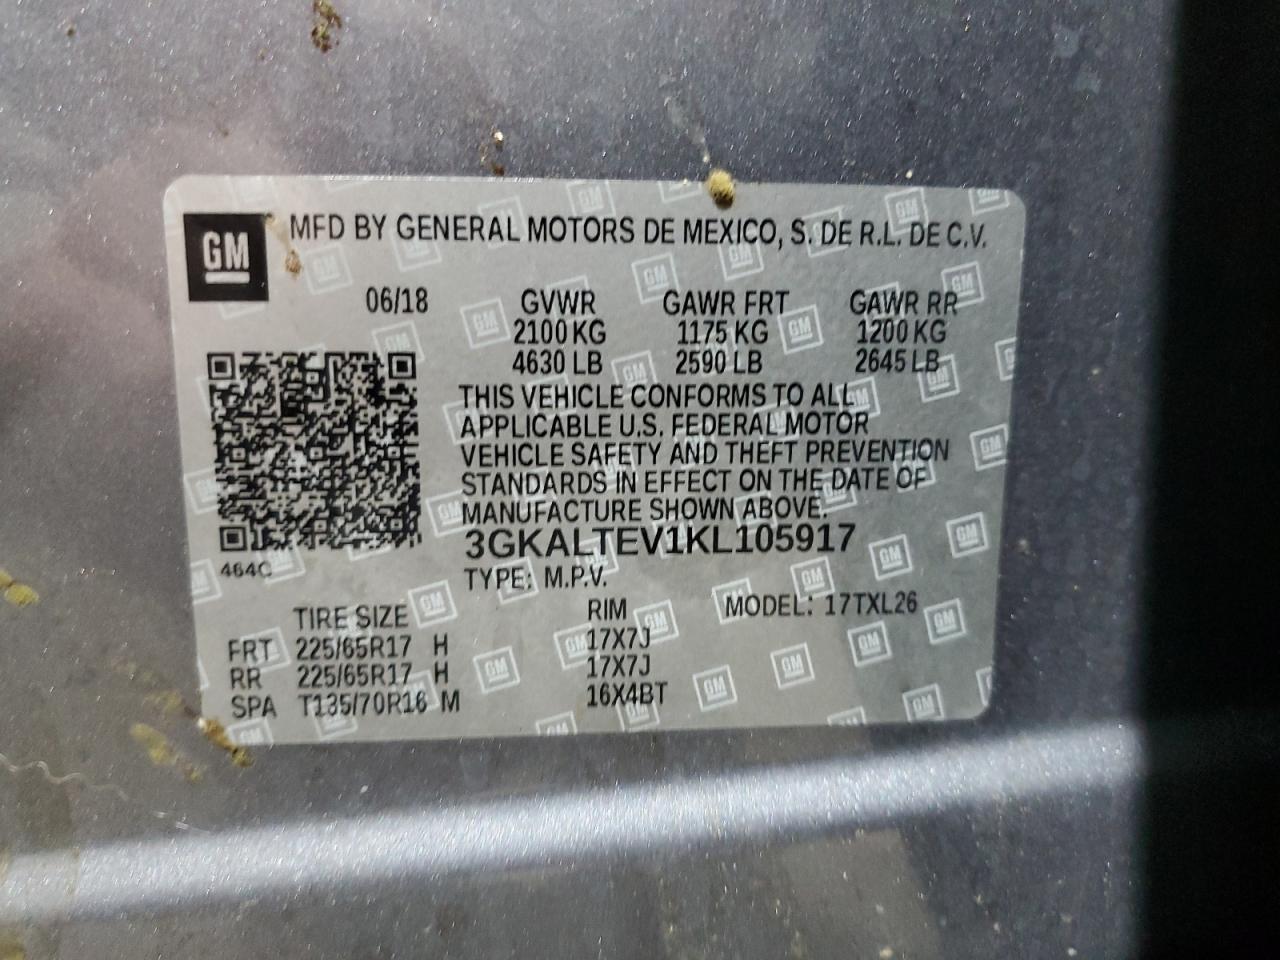 GM
MFD BY GENERAL MOTORS DE MEXICO, S. DE R.L. DE C.V.
06/18 GVWR GAWR FRT GAWR RR
2100 KG 1175 KG 1200 KG
4630 LB 2590 LB 2645 LB
THIS VEHICLE CONFORMS TO ALL
APPLICABLE U.S. FEDERAL MOTOR
VEHICLE SAFETY AND THEFT PREVENTION
STANDARDS IN EFFECT ON THE DATE OF
MANUFACTURE SHOWN ABOVE.
3GKALTEV1KL105917
464C
TYPE: M.P.V.
TIRE SIZE RIM MODEL: 17TXL26
FRT 225/65R17 H 17X7J
RR 225/65R17 H 17X7J
SPA T135/70R16 M 16X4BT